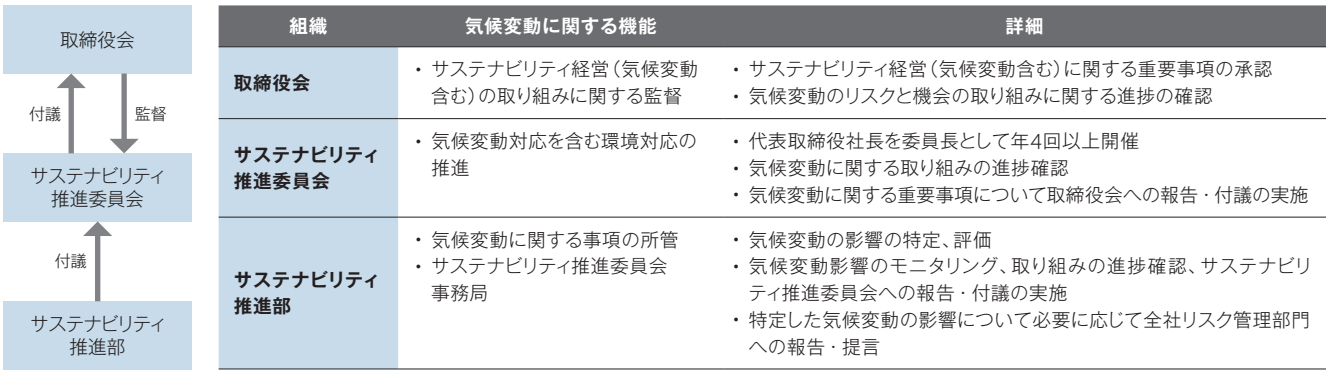 取締役会
付議
監督
サステナビリティ
推進委員会
付議
サステナビリティ
推進部
組織
気候変動に関する機能
詳細
取締役会
・サステナビリティ経営（気候変動
含む）の取り組みに関する監督
・サステナビリティ経営（気候変動含む）に関する重要事項の承認
・気候変動のリスクと機会の取り組みに関する進捗の確認
サステナビリティ
推進委員会
・気候変動対応を含む環境対応の
推進
・代表取締役社長を委員長として年4回以上開催
・気候変動に関する取り組みの進捗確認
・気候変動に関する重要事項について取締役会への報告・付議の実施
サステナビリティ
推進部
・気候変動に関する事項の所管
・サステナビリティ推進委員会
事務局
・気候変動の影響の特定、評価
・気候変動影響のモニタリング、取り組みの進捗確認、サステナビリ
ティ推進委員会への報告・付議の実施
・特定した気候変動の影響について必要に応じて全社リスク管理部門
への報告・提言